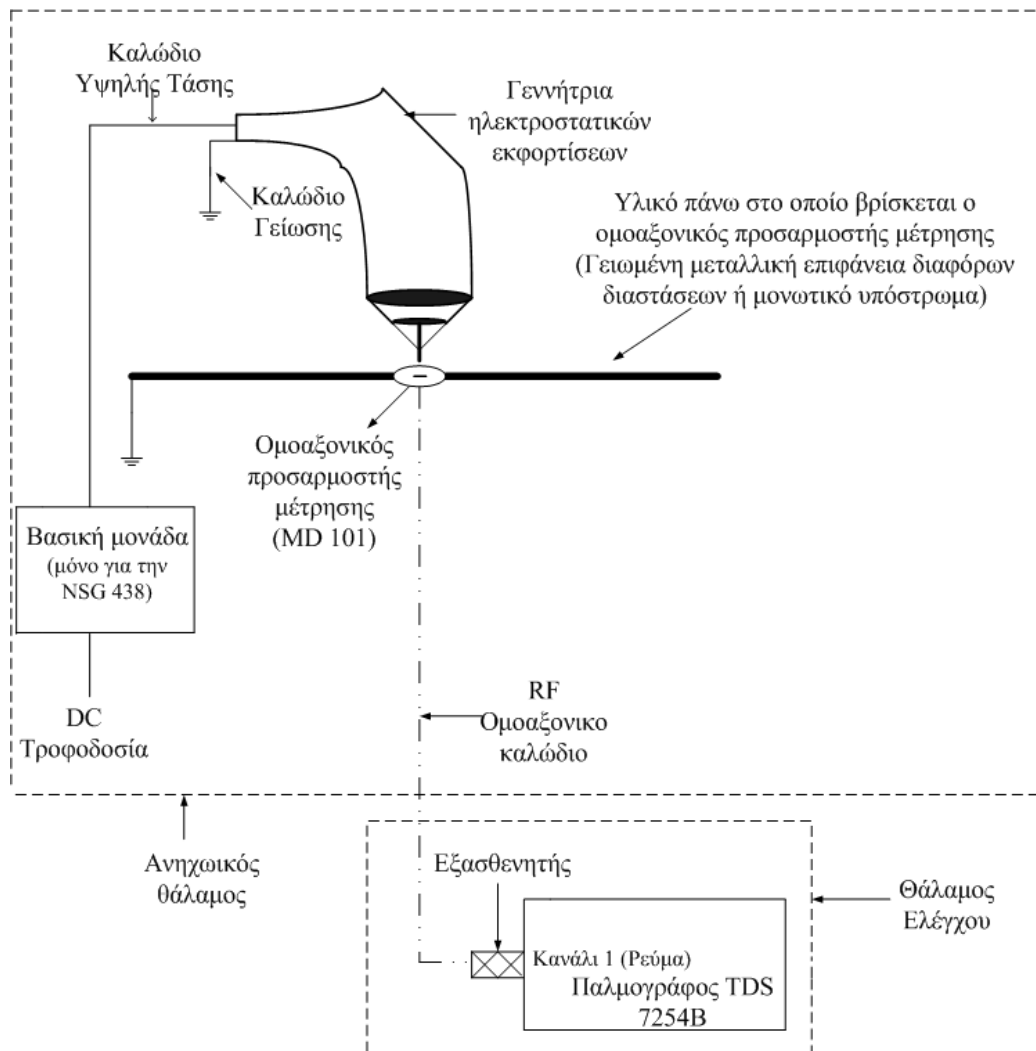 Καλώδιο
Υψηλής Τάσης
Γεννήτρια
ηλεκτροστατικών
εκφορτίσεων
Καλώδιο
Γείωσης
Υλικό πάνω στο οποίο βρίσκεται ο
ομοαξονικός προσαρμοστής μέτρησης
(Γειωμένη μεταλλική επιφάνεια διαφόρων
διαστάσεων ή μονωτικό υπόστρωμα)
Ομοαξονικός
προσαρμοστής
μέτρησης
(MD 101)
Βασική μονάδα
(μόνο για την
NSG 438)
DC
Τροφοδοσία
RF
Ομοαξονικο
καλώδιο
Ανηχωικός
θάλαμος
Εξασθενητής
Θάλαμος
Ελέγχου
Κανάλι 1 (Ρεύμα)
Παλμογράφος TDS
7254B